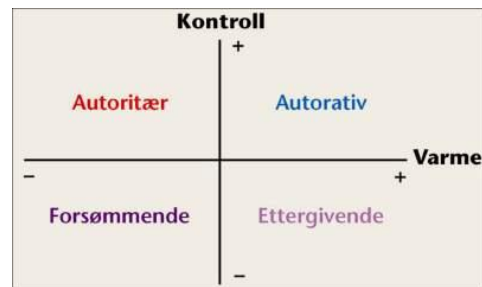 Kontroll
+
Autoritær Autorativ
Varme
− +
Forsømmende Ettergivende
−